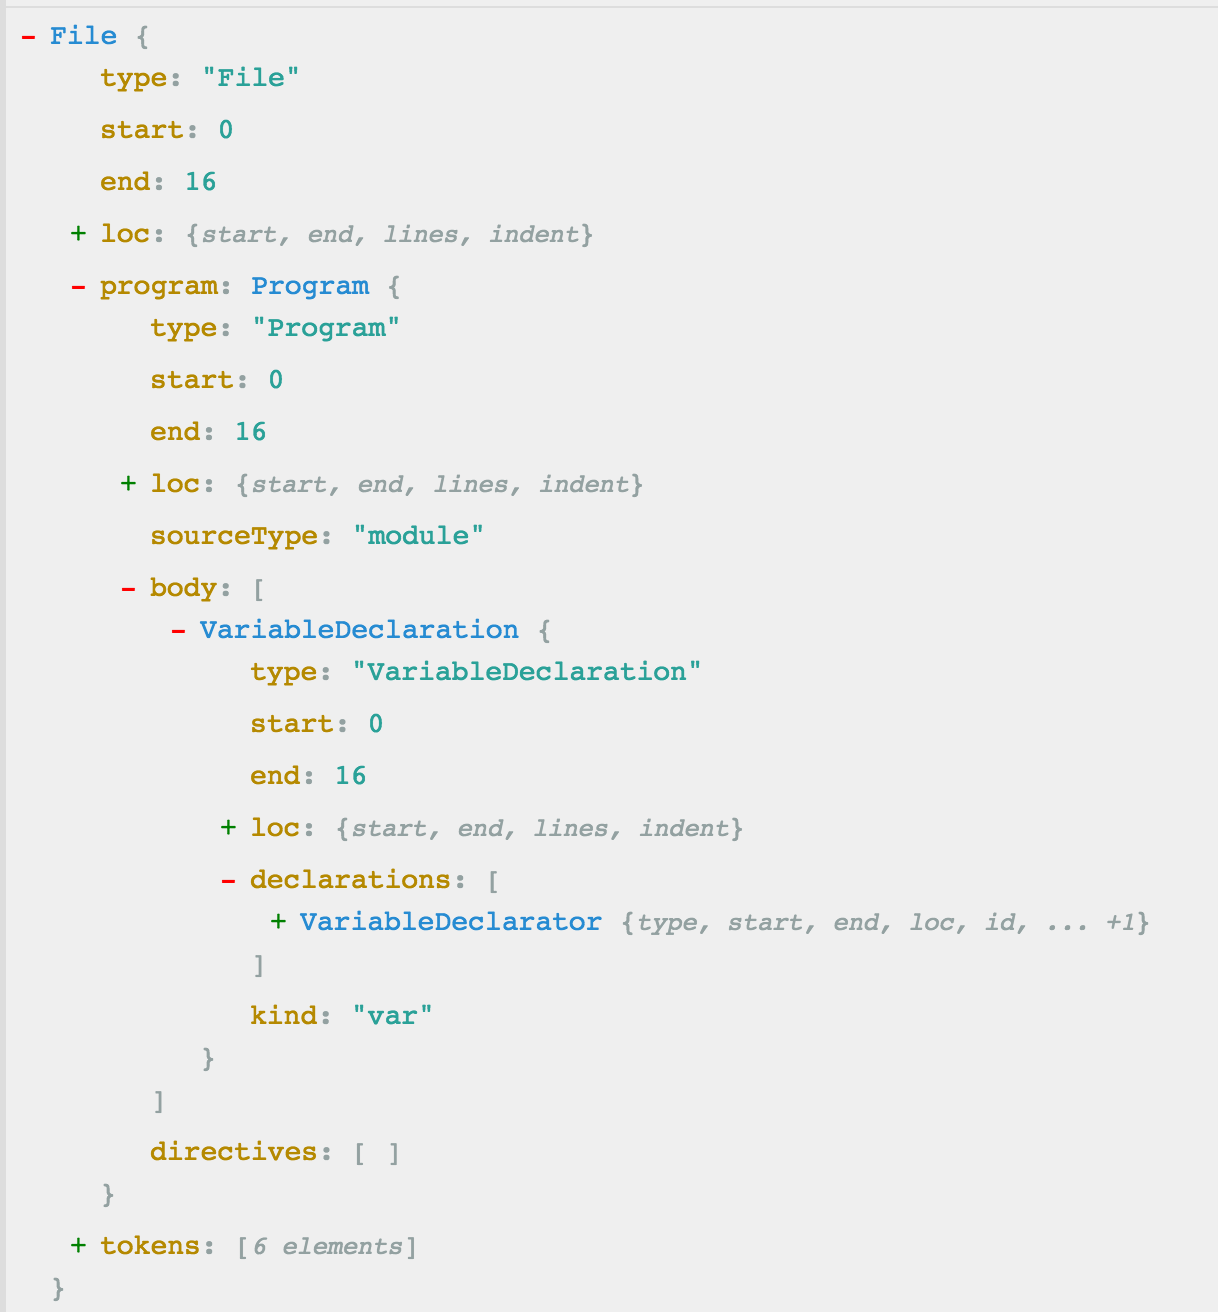 - File {
type: "File"
start: 0
end: 16
+ loc: {start, end, lines, indent}
- program: Program {
type: "Program"
start: 0
end: 16
+ loc: {start, end, lines, indent}
sourceType: "module"
- body: [
- VariableDeclaration {
type: "VariableDeclaration"
start: 0
end: 16
+ loc: {start, end, lines, indent}
- declarations: [
+ VariableDeclarator {type, start, end, loc, id, ... +1}
]
kind: "var"
}
]
directives: [ ]
}
+ tokens: [6 elements]
}